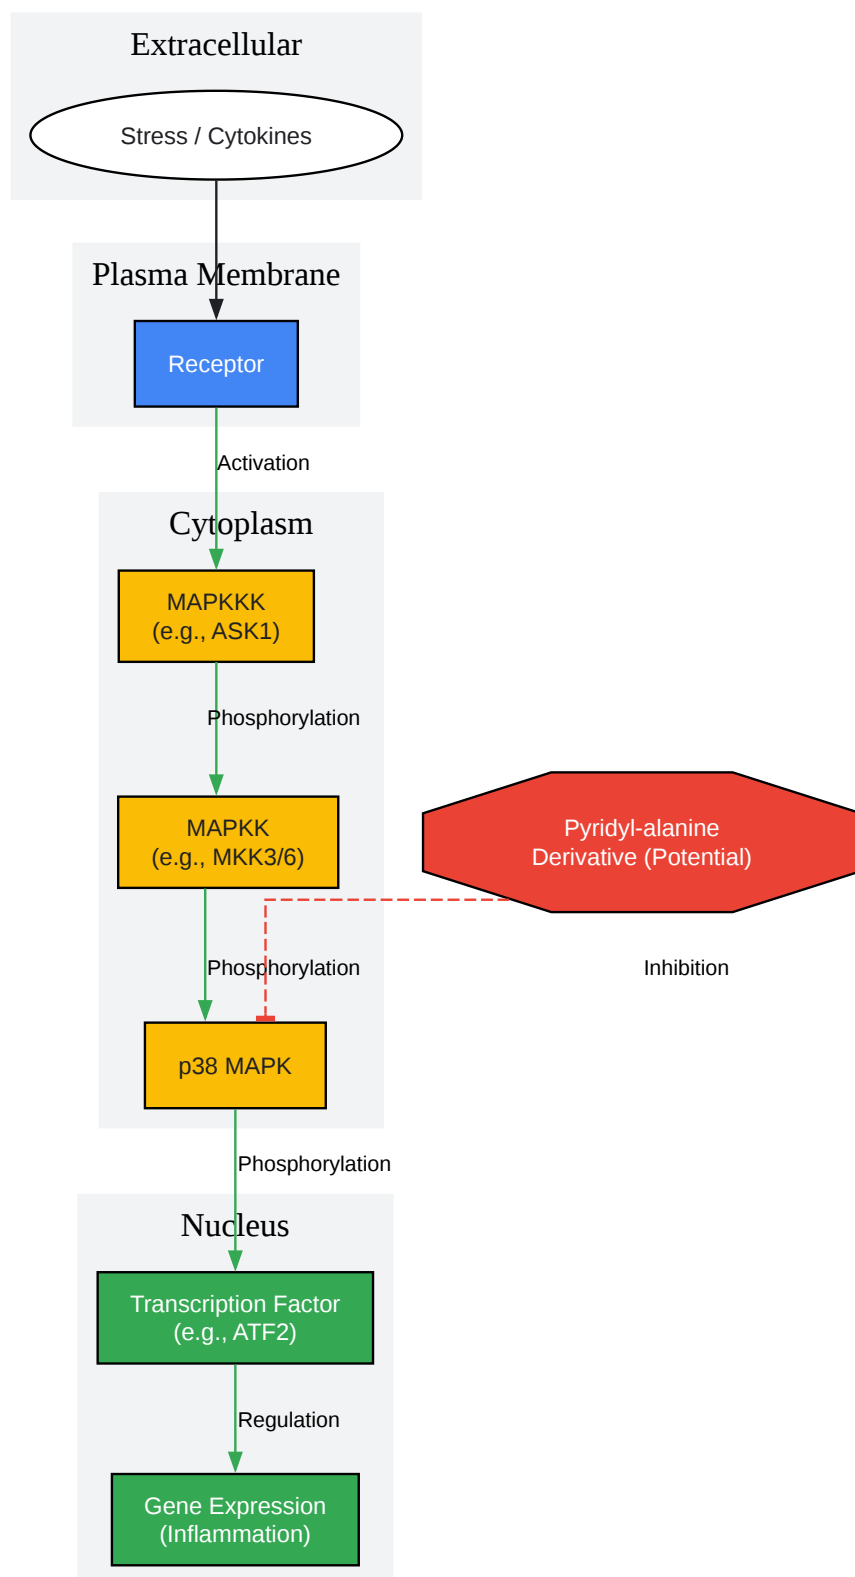 Extracellular
Stress / Cytokines
Plasma Membrane
Receptor
Activation
Cytoplasm
MAPKKK
(e.g., ASK1)
Phosphorylation
MAPKK
(e.g., MKK3/6)
Pyridyl-alanine
Derivative (Potential)
Phosphorylation
Inhibition
p38 MAPK
Phosphorylation
Nucleus
Transcription Factor
(e.g., ATF2)
Regulation
Gene Expression
(Inflammation)